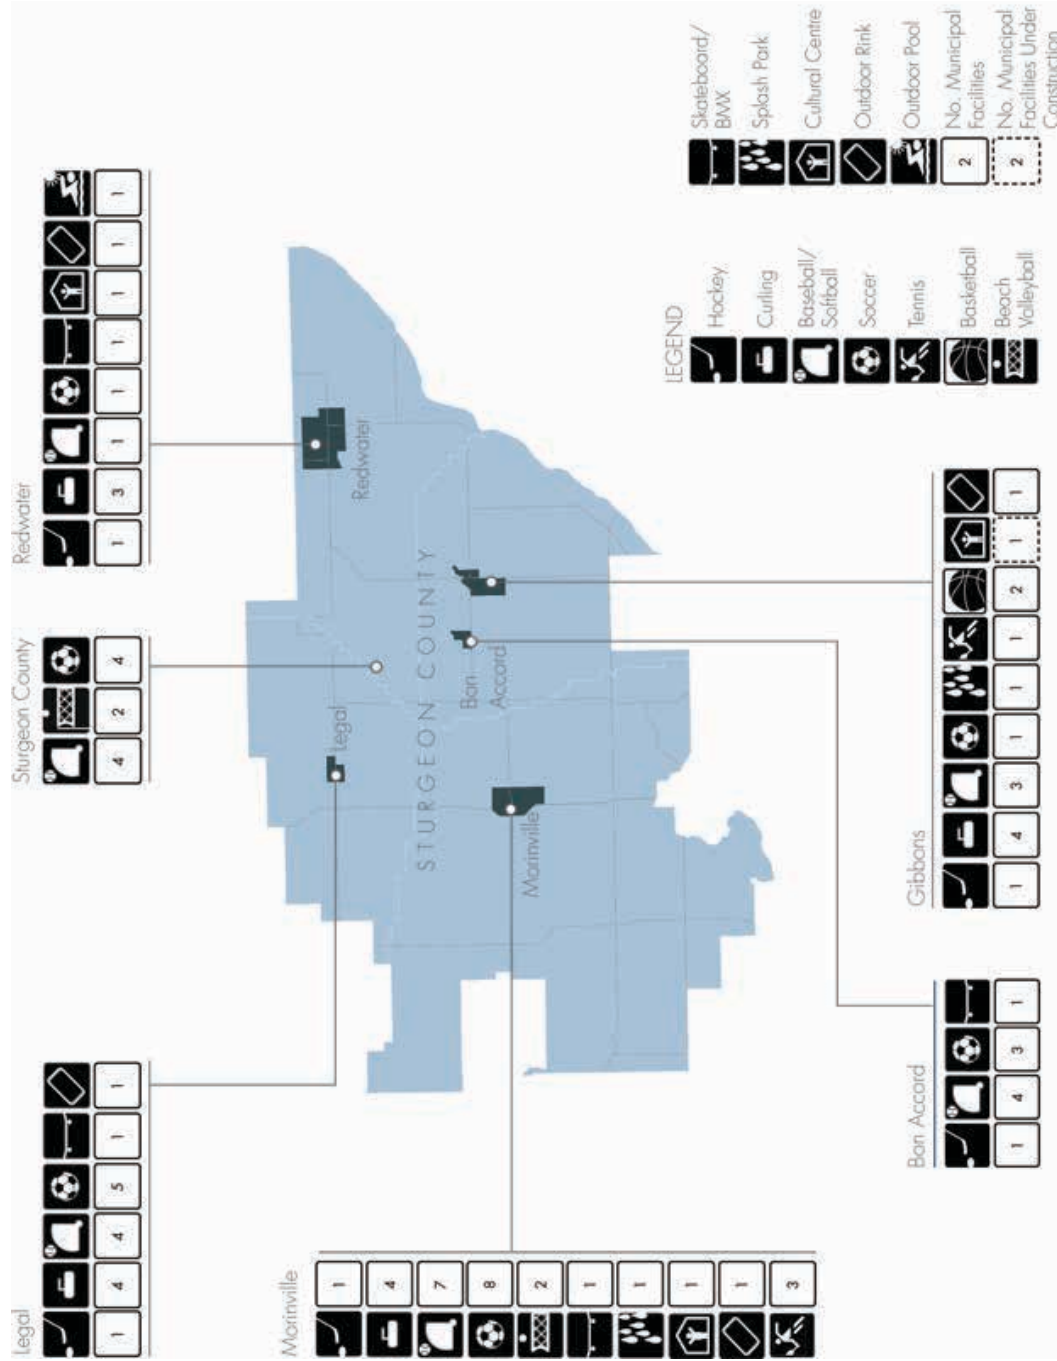 Legal
1 4 4 5 1 1
Sturgeon County
4 2 4
Redwater
1 3 1 1 1 1 1 1
Morinville
1
4
7
8
2
1
1
1
1
3
Legal
Redwater
STURGEON COUNTY
Bon
Accord
Morinville
Bon Accord
1 4 3 1
Gibbons
1 4 3 1 1 1 2 1 1
LEGEND
Hockey
Curling
Baseball/
Softball
Soccer
Tennis
Basketball
Beach
Volleyball
Skateboard/
BMX
Splash Park
Cultural Centre
Outdoor Rink
Outdoor Pool
2
No. Municipal
Facilities
2
No. Municipal
Facilities Under
Construction